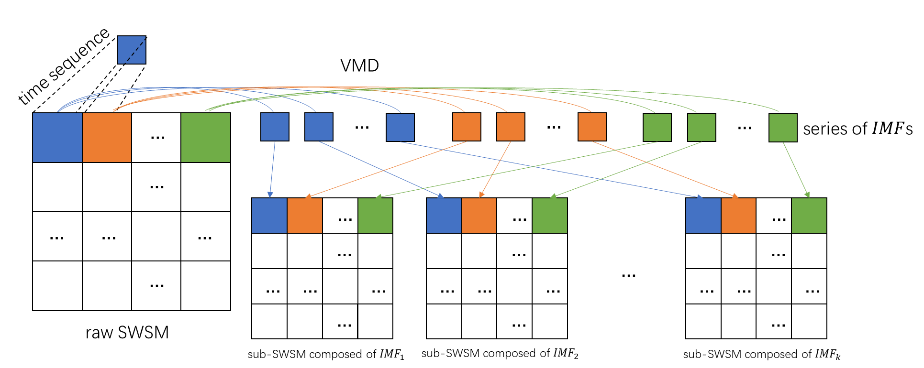 time sequence
VMD
... ... ... ...
series of IMFs
...
... ... ...
...
raw SWSM
...
...
... ... ...
...
sub-SWSM composed of IMF₁
...
...
... ... ...
...
sub-SWSM composed of IMF₂
...
...
...
... ... ...
...
sub-SWSM composed of IMFₖ